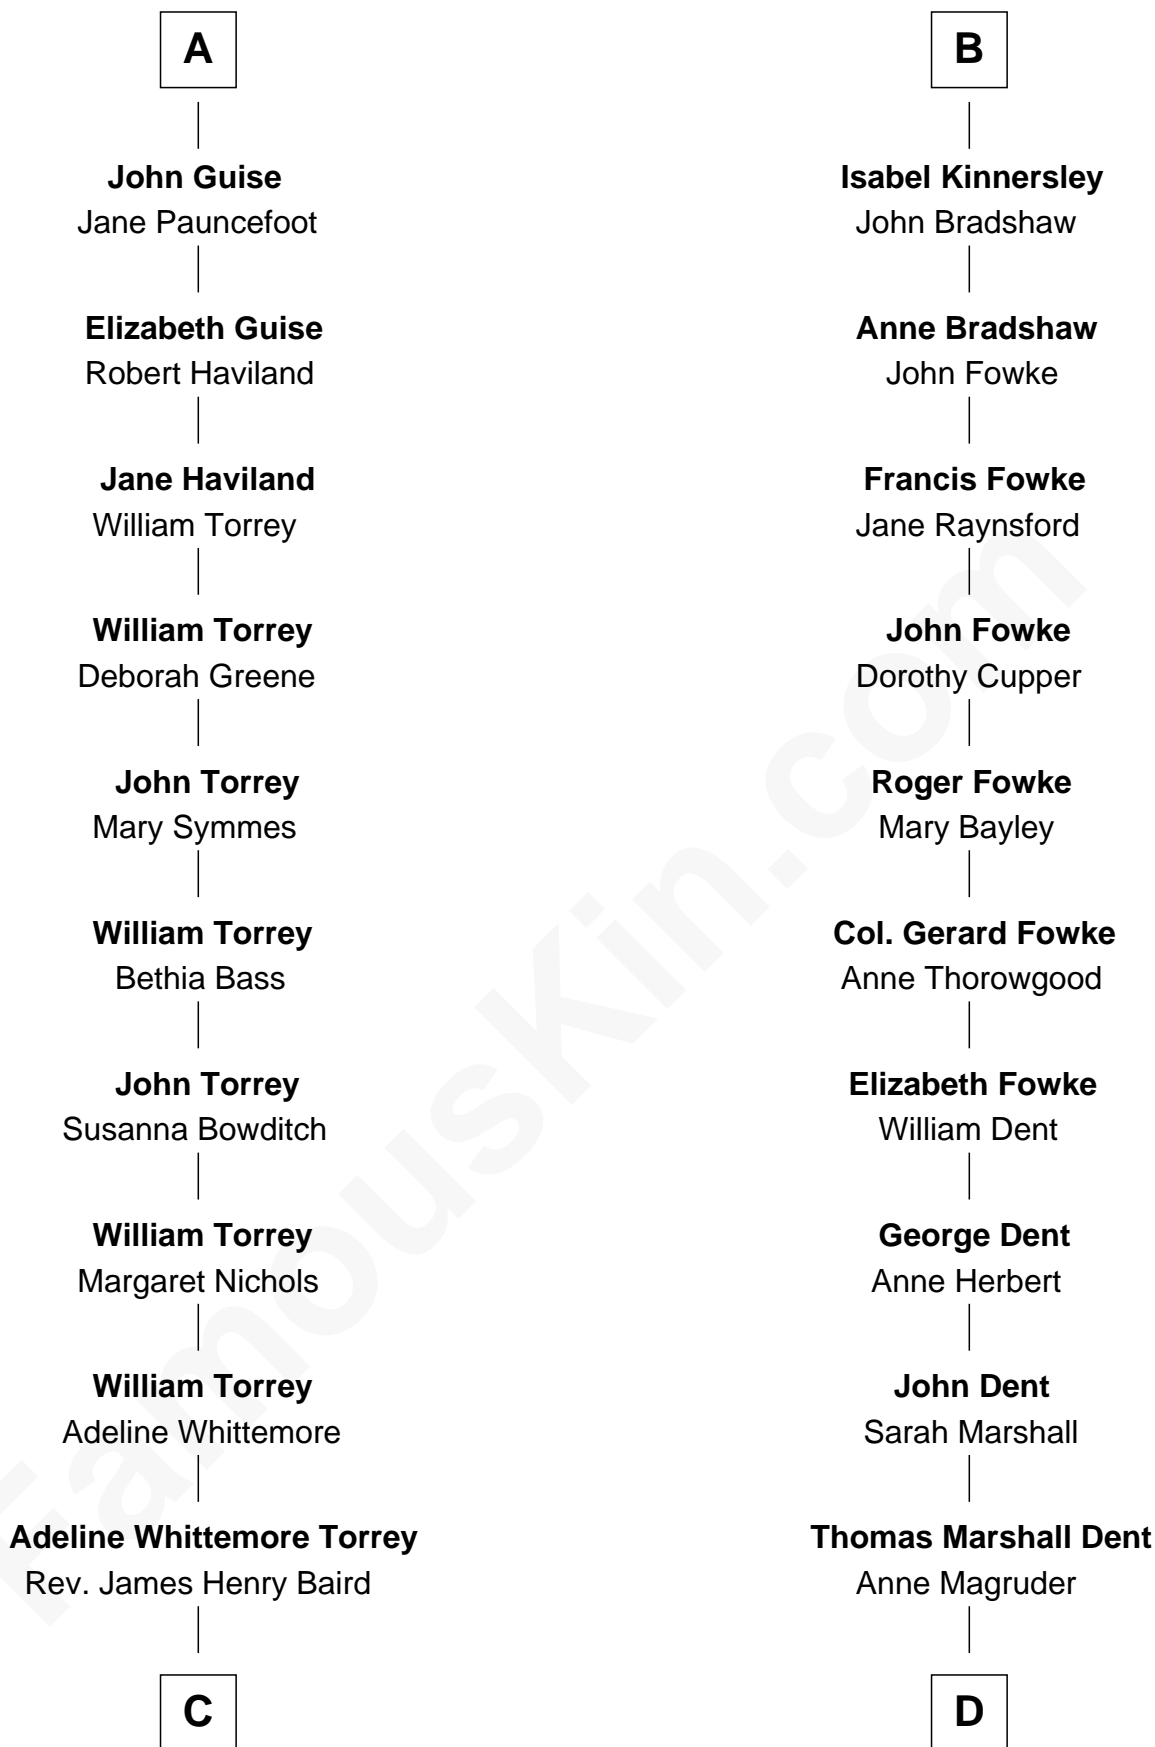 A
John Guise
Jane Pauncefoot
Elizabeth Guise
Robert Haviland
Jane Haviland
William Torrey
William Torrey
Deborah Greene
John Torrey
Mary Symmes
William Torrey
Bethia Bass
John Torrey
Susanna Bowditch
William Torrey
Margaret Nichols
William Torrey
Adeline Whittemore
Adeline Whittemore Torrey
Rev. James Henry Baird
C
B
Isabel Kinnersley
John Bradshaw
Anne Bradshaw
John Fowke
Francis Fowke
Jane Raynsford
John Fowke
Dorothy Cupper
Roger Fowke
Mary Bayley
Col. Gerard Fowke
Anne Thorowgood
Elizabeth Fowke
William Dent
George Dent
Anne Herbert
John Dent
Sarah Marshall
Thomas Marshall Dent
Anne Magruder
D
FamousKin.com